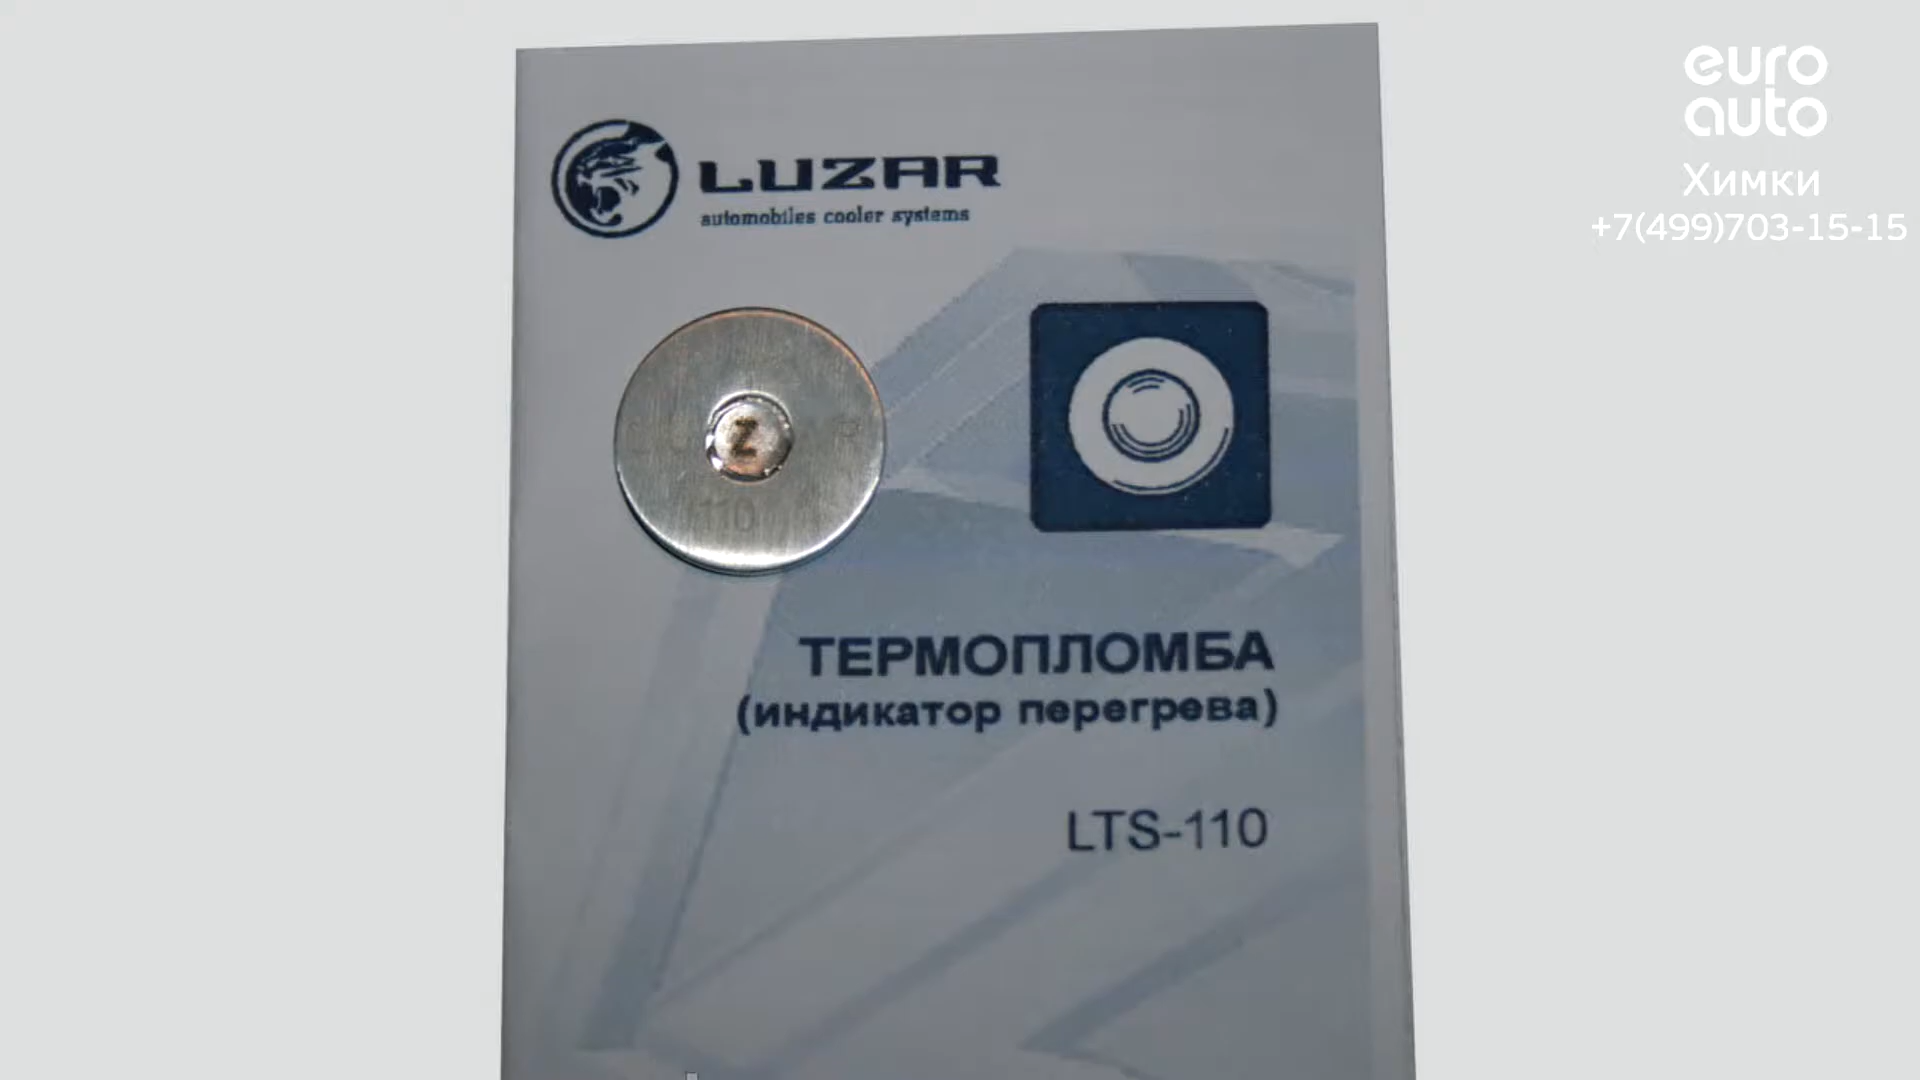 LUZAR
automobiles cooler systems
Z
110
ТЕРМОПЛОМБА
(индикатор перегрева)
LTS-110
euro
auto
Химки
+7(499)703-15-15